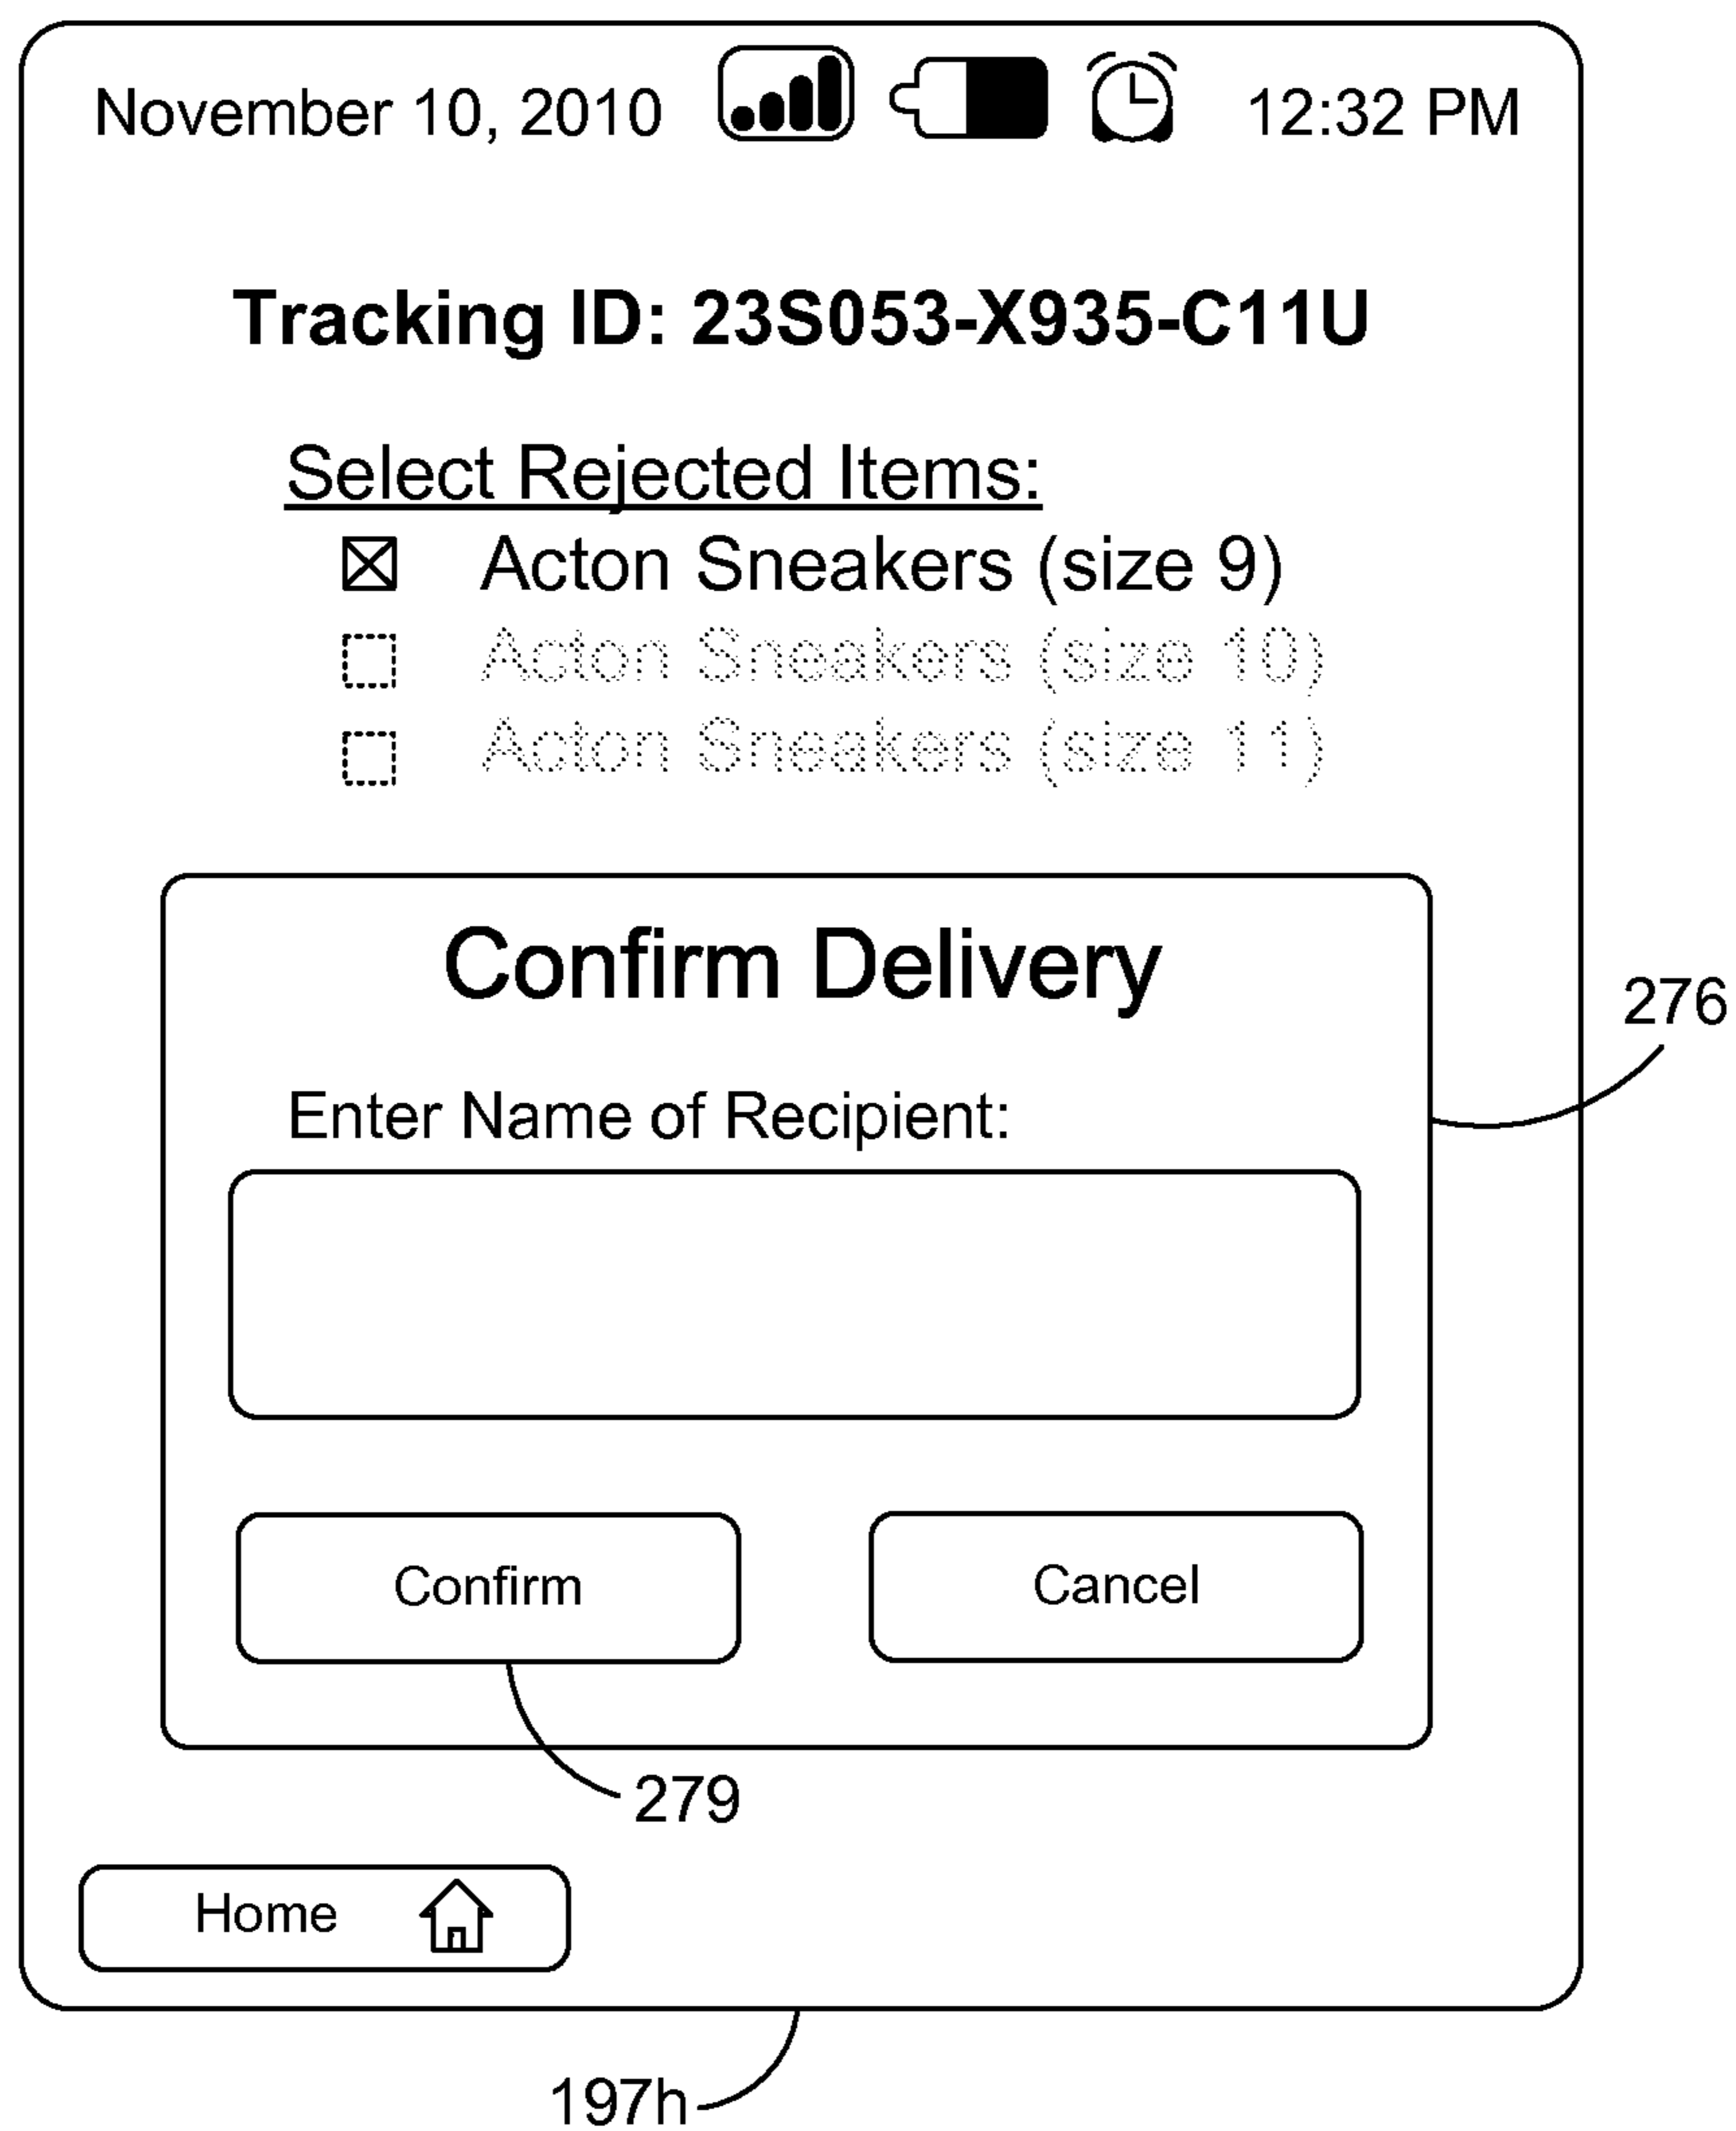 November 10, 2010 12:32 PM
Tracking ID: 23S053-X935-C11U
Select Rejected Items:
Acton Sneakers (size 9)
Acton Sneakers (size 10)
Acton Sneakers (size 11)
Confirm Delivery
276
Enter Name of Recipient:
Confirm Cancel
279
Home
197h